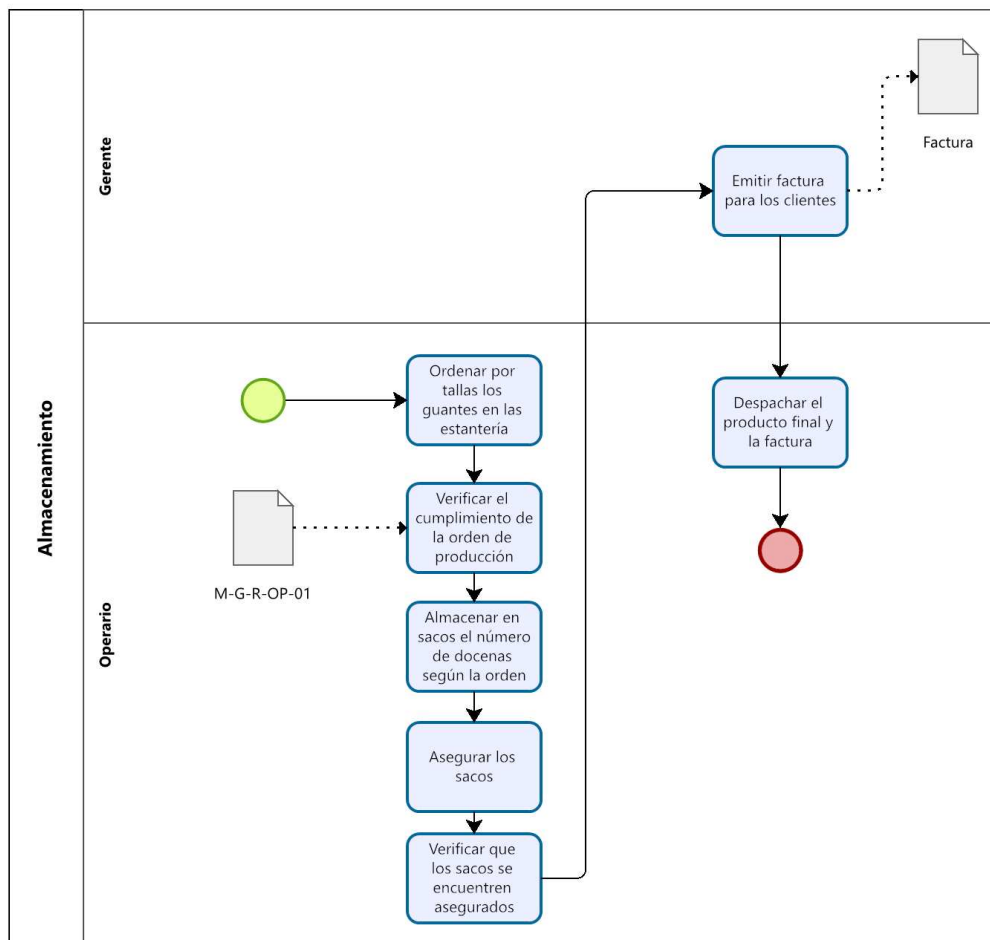 Almacenamiento
Gerente
Factura
Emitir factura
para los clientes
Operario
Ordenar por
tallas los
guantes en las
estantería
Despachar el
producto final y
la factura
Verificar el
cumplimiento de
la orden de
producción
M-G-R-OP-01
Almacenar en
sacos el número
de docenas
según la orden
Asegurar los
sacos
Verificar que
los sacos se
encuentren
asegurados